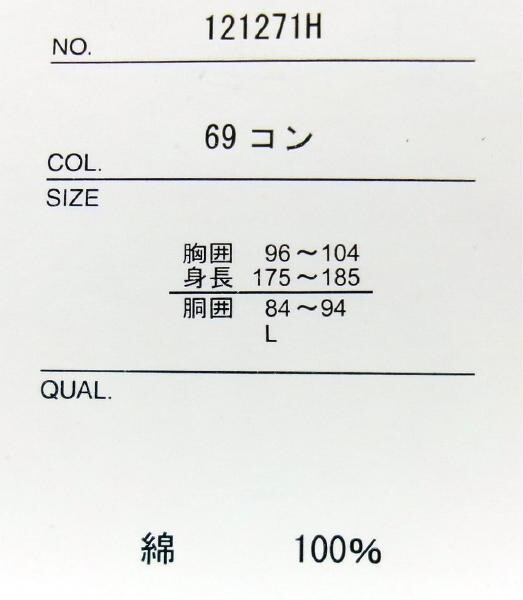 NO. 121271H
COL. 69 コン
SIZE
胸囲 96～104
身長 175～185
胴囲 84～94
L
QUAL.
綿 100%